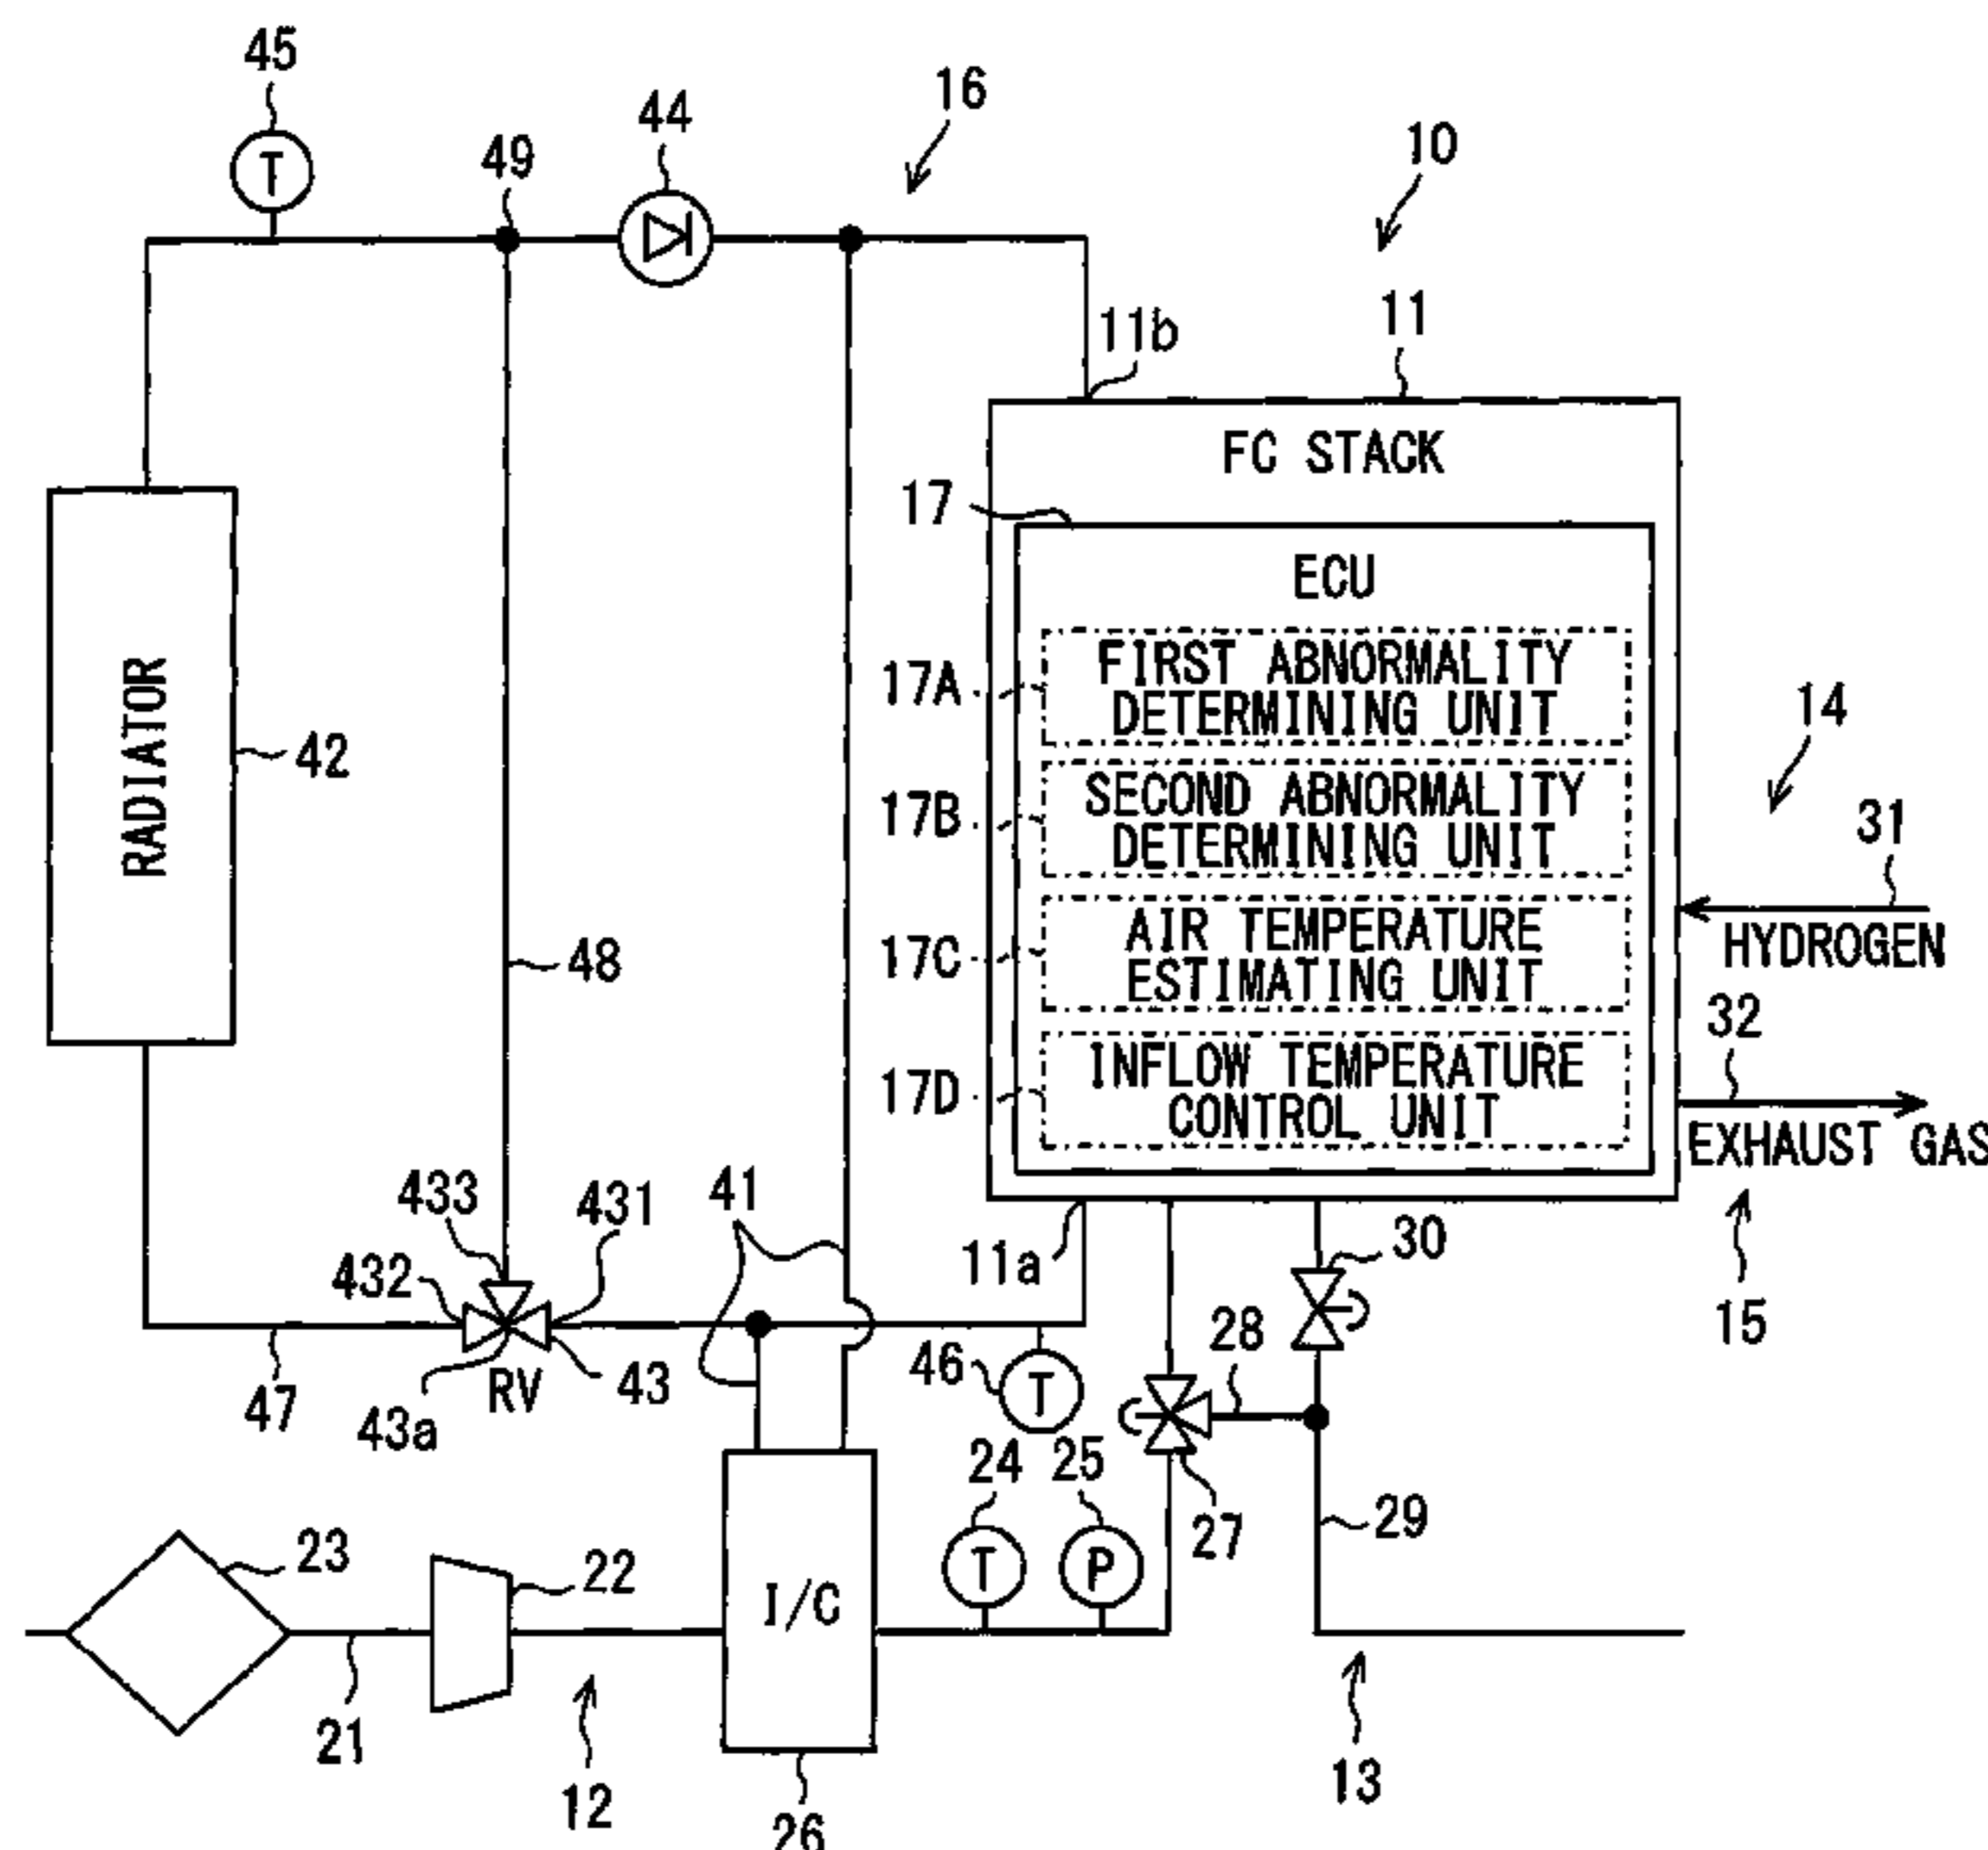 45
44
16
10
49
T
11b
11
FC STACK
17
ECU
FIRST ABNORMALITY
DETERMINING UNIT
17A
SECOND ABNORMALITY
DETERMINING UNIT
17B
AIR TEMPERATURE
ESTIMATING UNIT
17C
INFLOW TEMPERATURE
CONTROL UNIT
17D
14
31
HYDROGEN
32
EXHAUST GAS
15
RADIATOR
42
48
433
431
432
41
11a
30
28
47
43a
RV
43
46
T
24
25
27
29
23
22
I/C
T
P
21
12
26
13